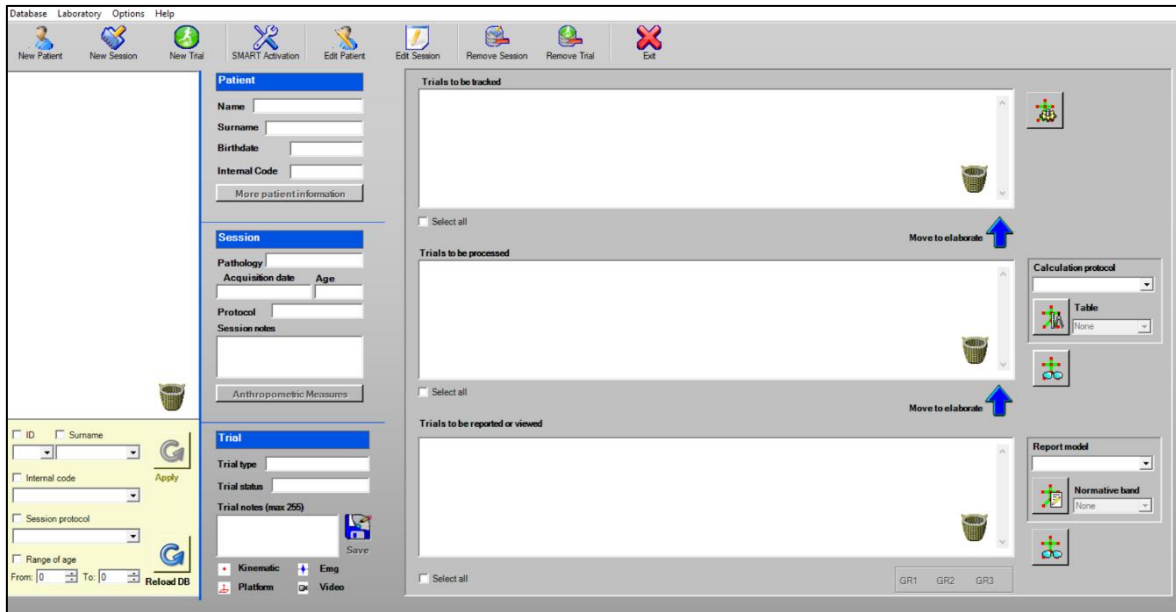 Database Laboratory Options Help
New Patient New Session New Trial SMART Activation Edit Patient Edit Session Remove Session Remove Trial Exit
Patient
Name
Surname
Birthdate
Internal Code
More patient information
Session
Pathology
Acquisition date Age
Protocol
Session notes
Anthropometric Measures
Trial
Trial type
Trial status
Trial notes (max 255)
Save
Kinematic Emg
Platform Video
ID Surname
Apply
Internal code
Session protocol
Range of age
From: 0 To: 0 Reload DB
Trials to be tracked
Select all
Move to elaborate
Trials to be processed
Select all
Move to elaborate
Trials to be reported or viewed
Select all
GR1 GR2 GR3
Calculation protocol
Table
None
Report model
Normative band
None